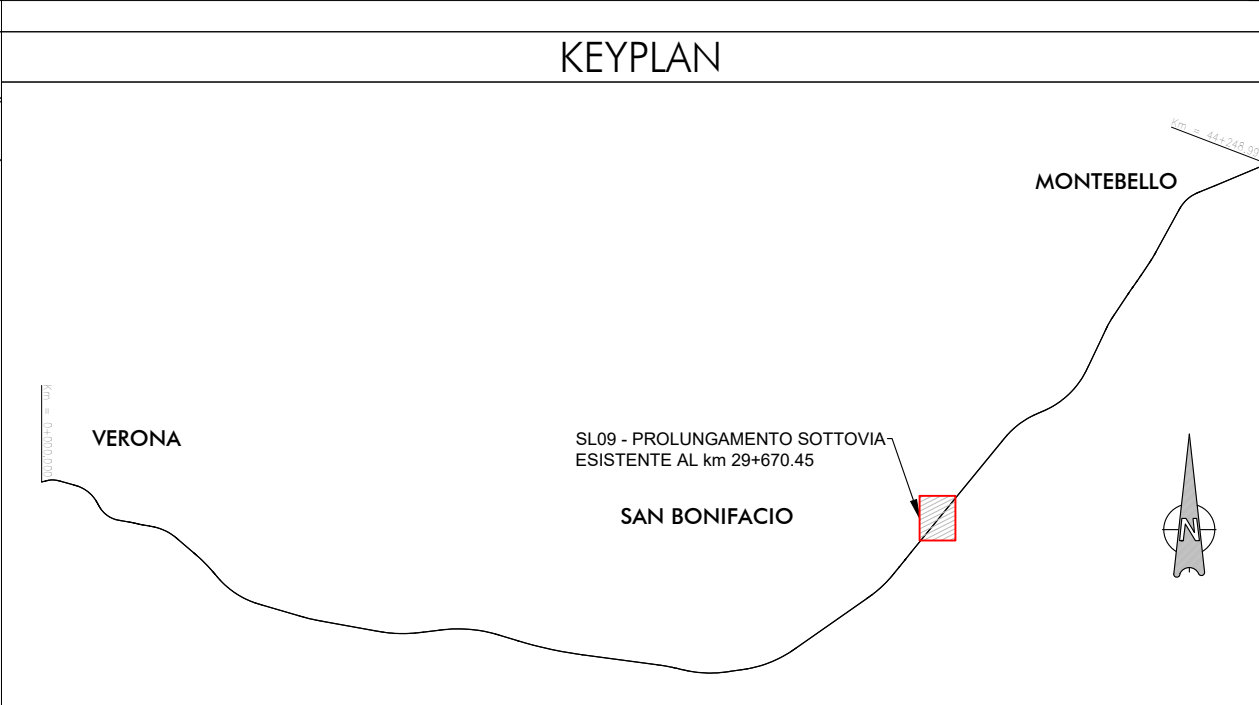 KEYPLAN
Km = 44+248.99
MONTEBELLO
Km = 0+000.000
VERONA
SL09 - PROLUNGAMENTO SOTTOVIA
ESISTENTE AL km 29+670.45
SAN BONIFACIO
N